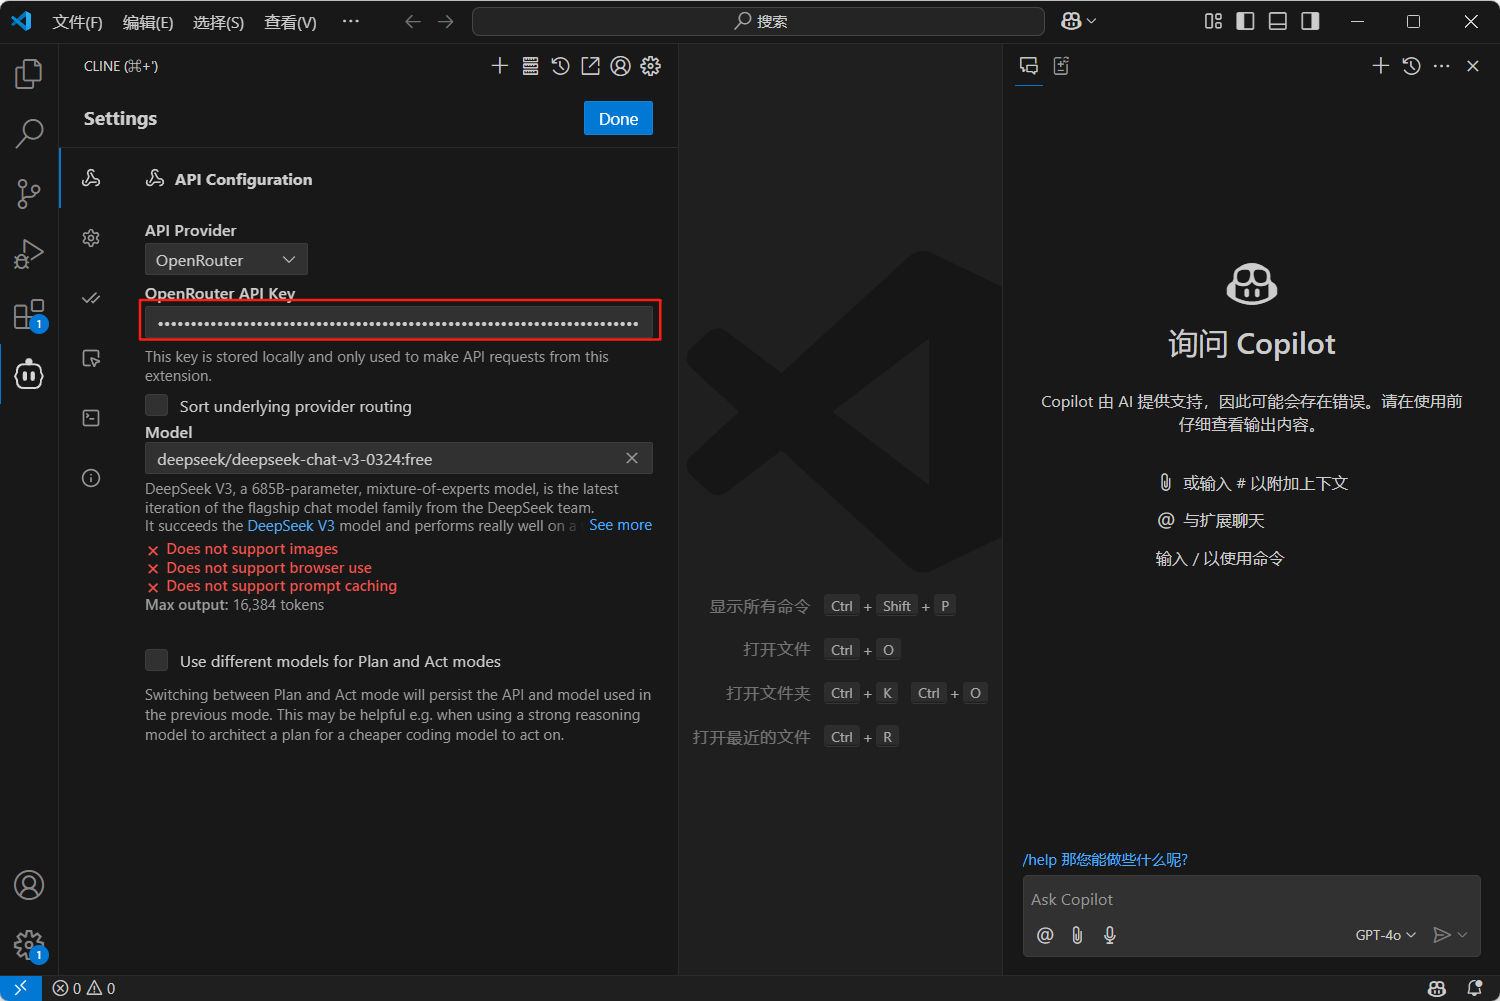 文件(F) 编辑(E) 选择(S) 查看(V) ··· 搜索
CLINE (⌘+')
Settings
Done
API Configuration
API Provider
OpenRouter
OpenRouter API Key
••••••••••••••••••••••••••••••••••••••••••••••••••••••••••••••••••••••••••
This key is stored locally and only used to make API requests from this
extension.
Sort underlying provider routing
Model
deepseek/deepseek-chat-v3-0324:free
DeepSeek V3, a 685B-parameter, mixture-of-experts model, is the latest
iteration of the flagship chat model family from the DeepSeek team.
It succeeds the DeepSeek V3 model and performs really well on a See more
Does not support images
Does not support browser use
Does not support prompt caching
Max output: 16,384 tokens
Use different models for Plan and Act modes
Switching between Plan and Act mode will persist the API and model used in
the previous mode. This may be helpful e.g. when using a strong reasoning
model to architect a plan for a cheaper coding model to act on.
1
1
显示所有命令 Ctrl + Shift + P
打开文件 Ctrl + O
打开文件夹 Ctrl + K Ctrl + O
打开最近的文件 Ctrl + R
询问 Copilot
Copilot 由 AI 提供支持，因此可能会存在错误。请在使用前
仔细查看输出内容。
或输入 # 以附加上下文
@ 与扩展聊天
输入 / 以使用命令
/help 那您能做些什么呢?
Ask Copilot
@ GPT-4o
0 0